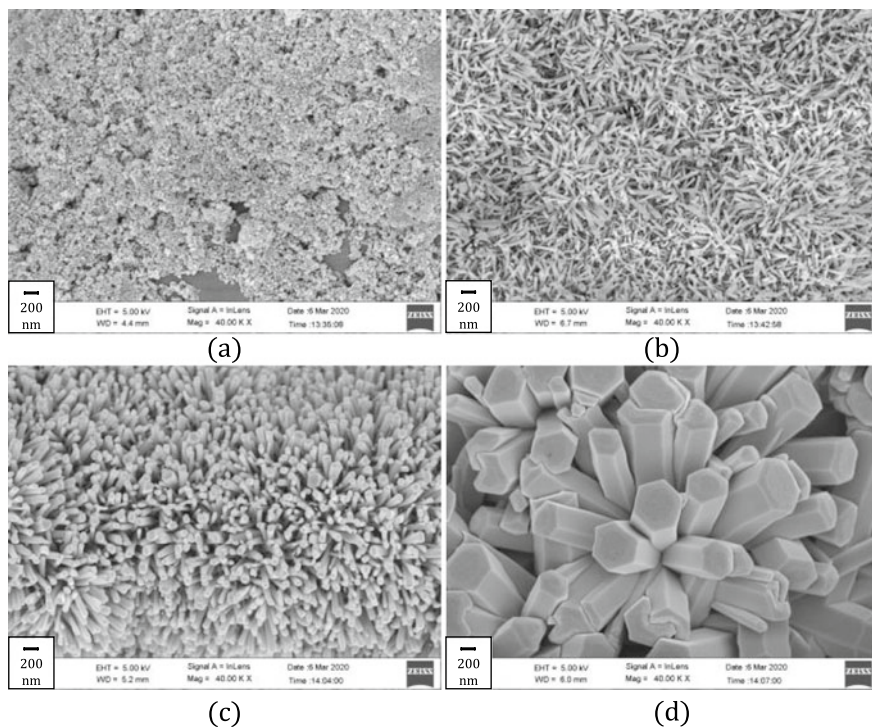 200
nm
EHT = 5.00 kV Signal A = InLens Date :6 Mar 2020 ZEISS
WD = 4.4 mm Mag = 40.00 K X Time :13:35:08
(a)
200
nm
EHT = 5.00 kV Signal A = InLens Date :6 Mar 2020 ZEISS
WD = 6.7 mm Mag = 40.00 K X Time :13:42:58
(b)
200
nm
EHT = 5.00 kV Signal A = InLens Date :6 Mar 2020 ZEISS
WD = 5.2 mm Mag = 40.00 K X Time :14:04:00
(c)
200
nm
EHT = 5.00 kV Signal A = InLens Date :6 Mar 2020 ZEISS
WD = 6.0 mm Mag = 40.00 K X Time :14:07:00
(d)